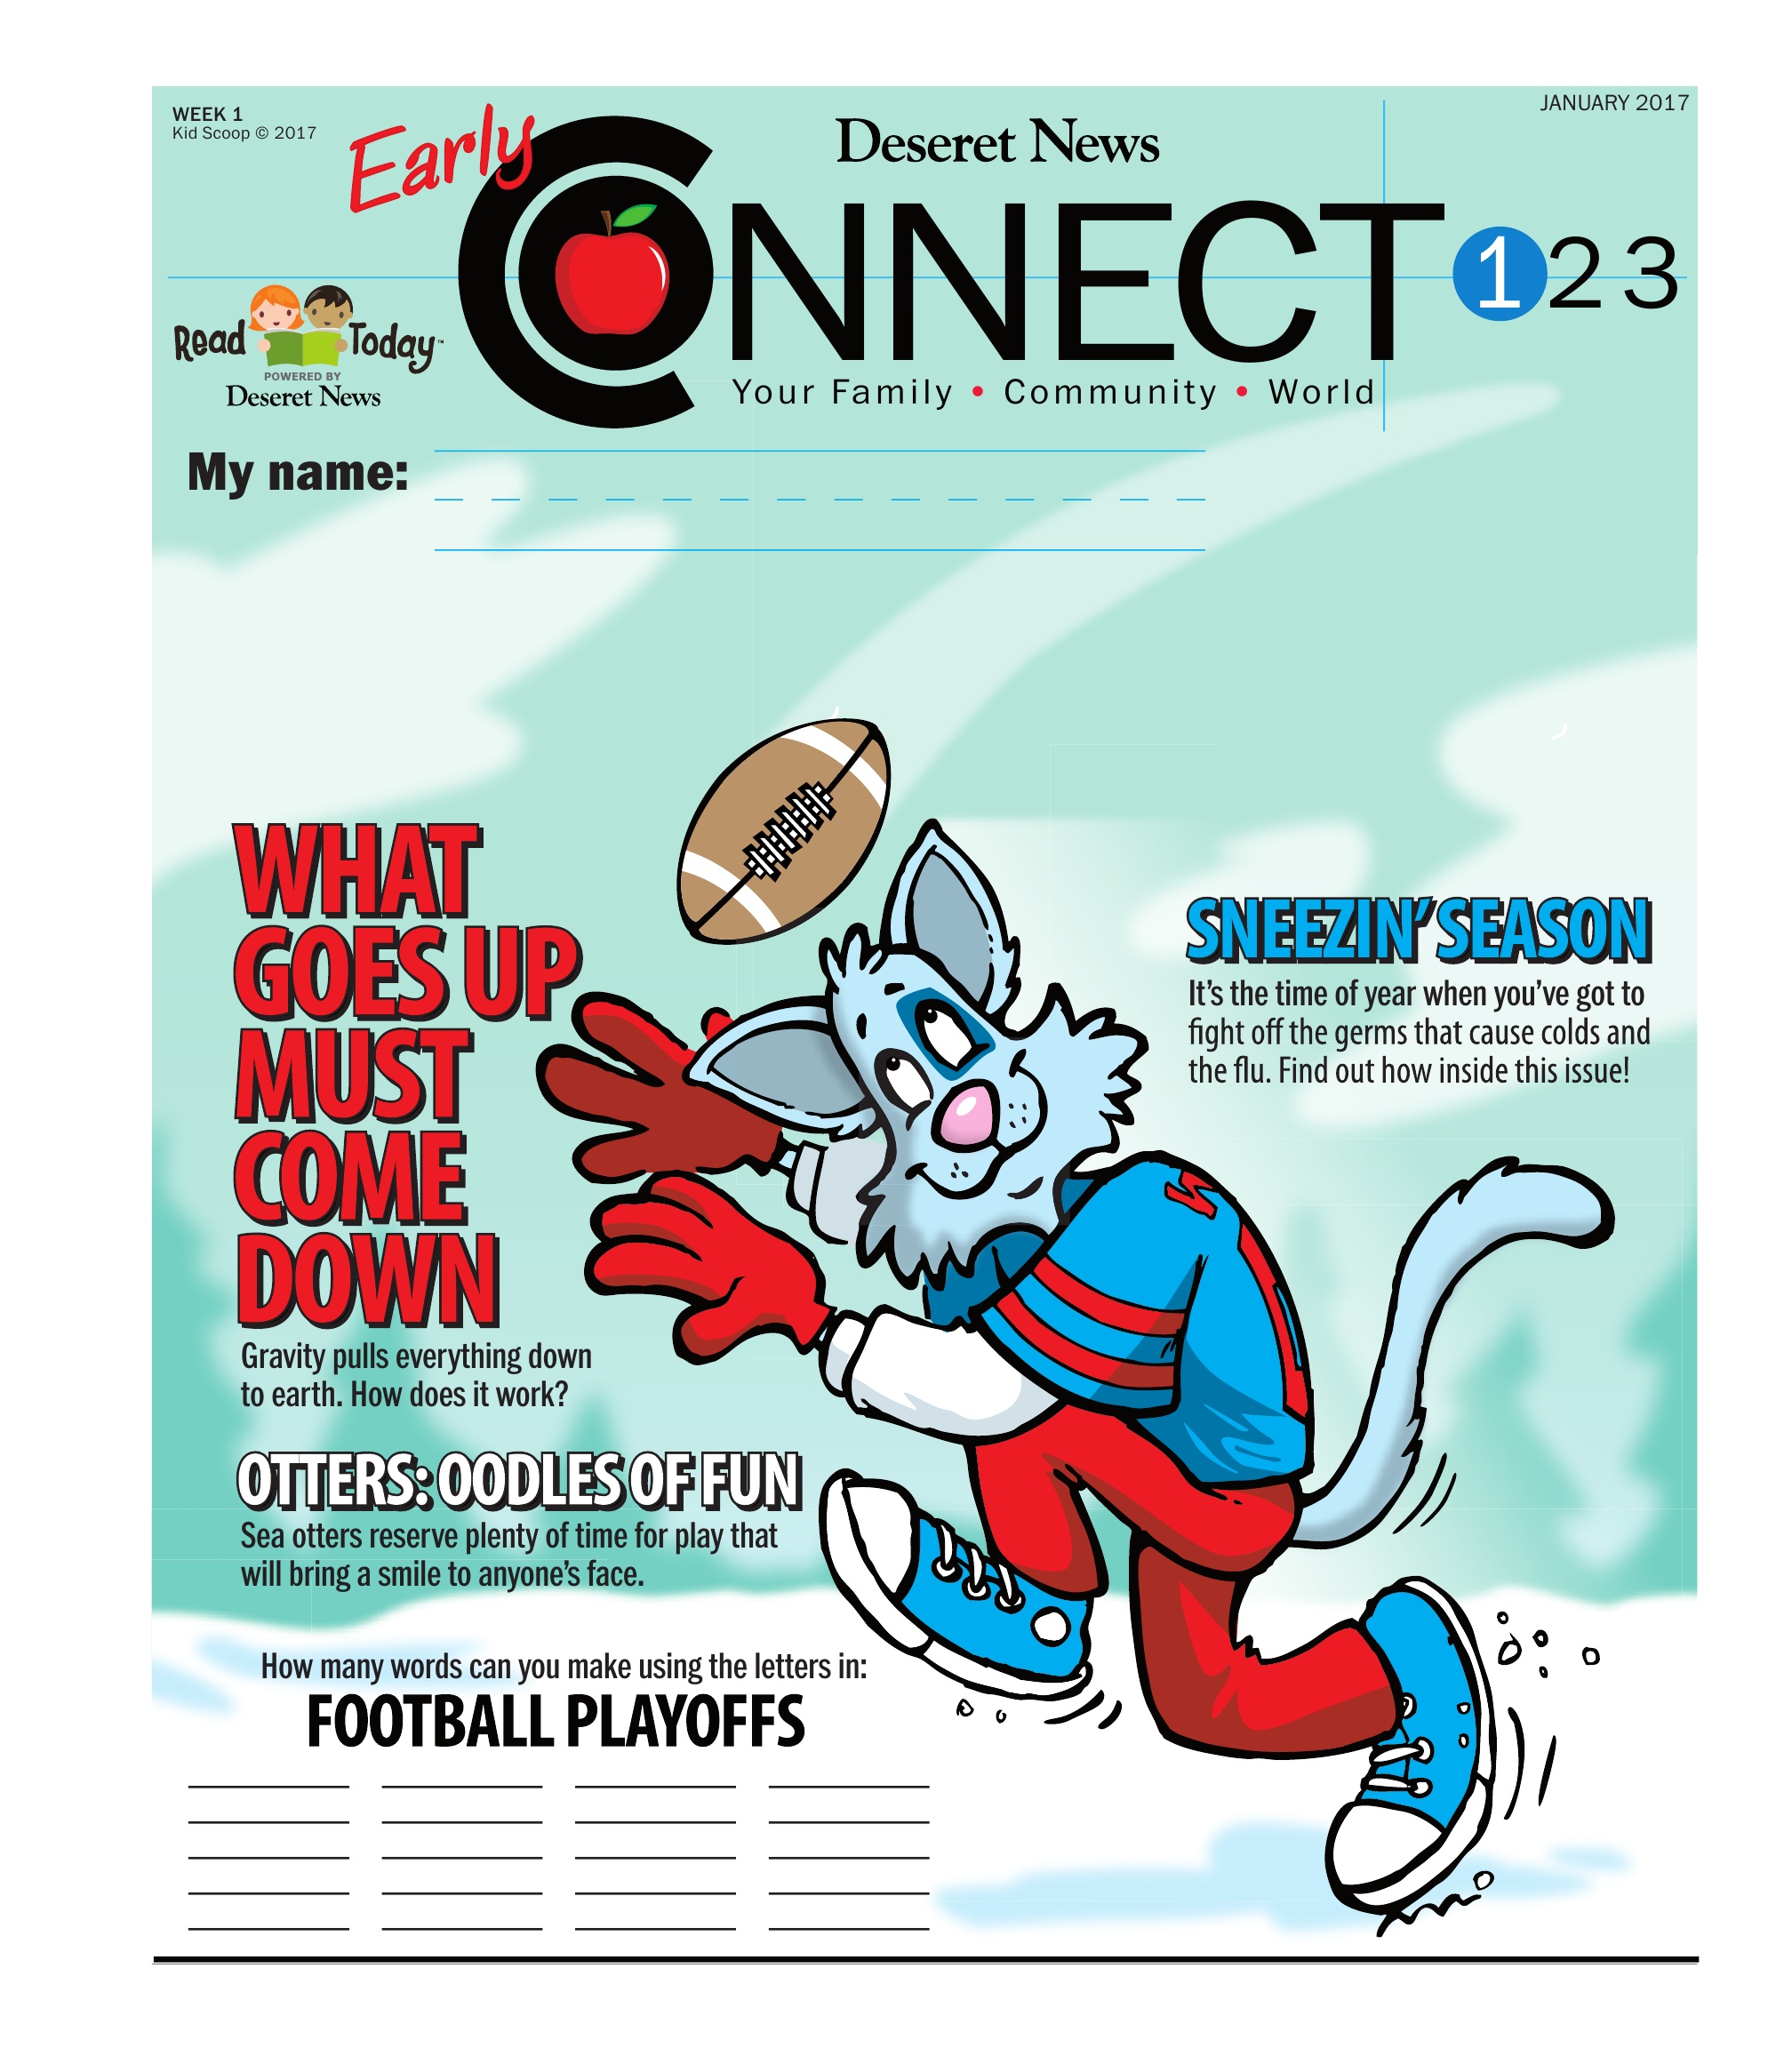 WEEK 1
Kid Scoop © 2017
JANUARY 2017
Early
Deseret News
CONNECT 1 2 3
Your Family • Community • World
Read Today™
POWERED BY
Deseret News
My name:
WHAT
GOES UP
MUST
COME
DOWN
Gravity pulls everything down
to earth. How does it work?
SNEEZIN’ SEASON
It’s the time of year when you’ve got to
fight off the germs that cause colds and
the flu. Find out how inside this issue!
OTTERS: OODLES OF FUN
Sea otters reserve plenty of time for play that
will bring a smile to anyone’s face.
How many words can you make using the letters in:
FOOTBALL PLAYOFFS